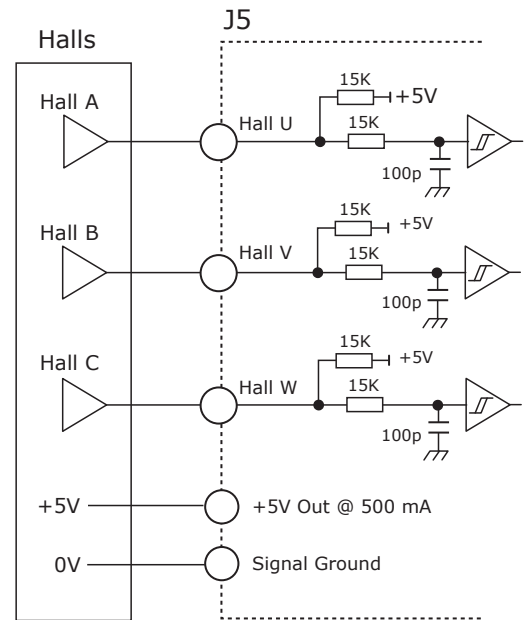 J5
Halls
Hall A
15K
+5V
Hall U
15K
100p
Hall B
15K
+5V
Hall V
15K
100p
Hall C
15K
+5V
Hall W
15K
100p
+5V
+5V Out @ 500 mA
0V
Signal Ground